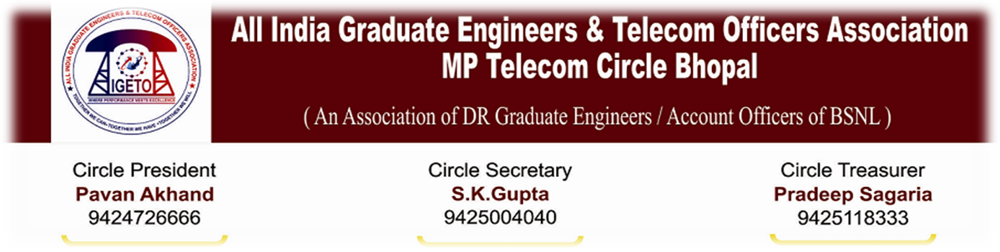 ALL INDIA GRADUATE ENGINEERS & TELECOM OFFICERS ASSOCIATION
AIGETOA
WHERE PERFORMANCE MEETS EXCELLENCE
TOGETHER WE CAN • TOGETHER WE HAVE • TOGETHER WE WILL
All India Graduate Engineers & Telecom Officers Association
MP Telecom Circle Bhopal
( An Association of DR Graduate Engineers / Account Officers of BSNL )
Circle President
Pavan Akhand
9424726666
Circle Secretary
S.K.Gupta
9425004040
Circle Treasurer
Pradeep Sagaria
9425118333